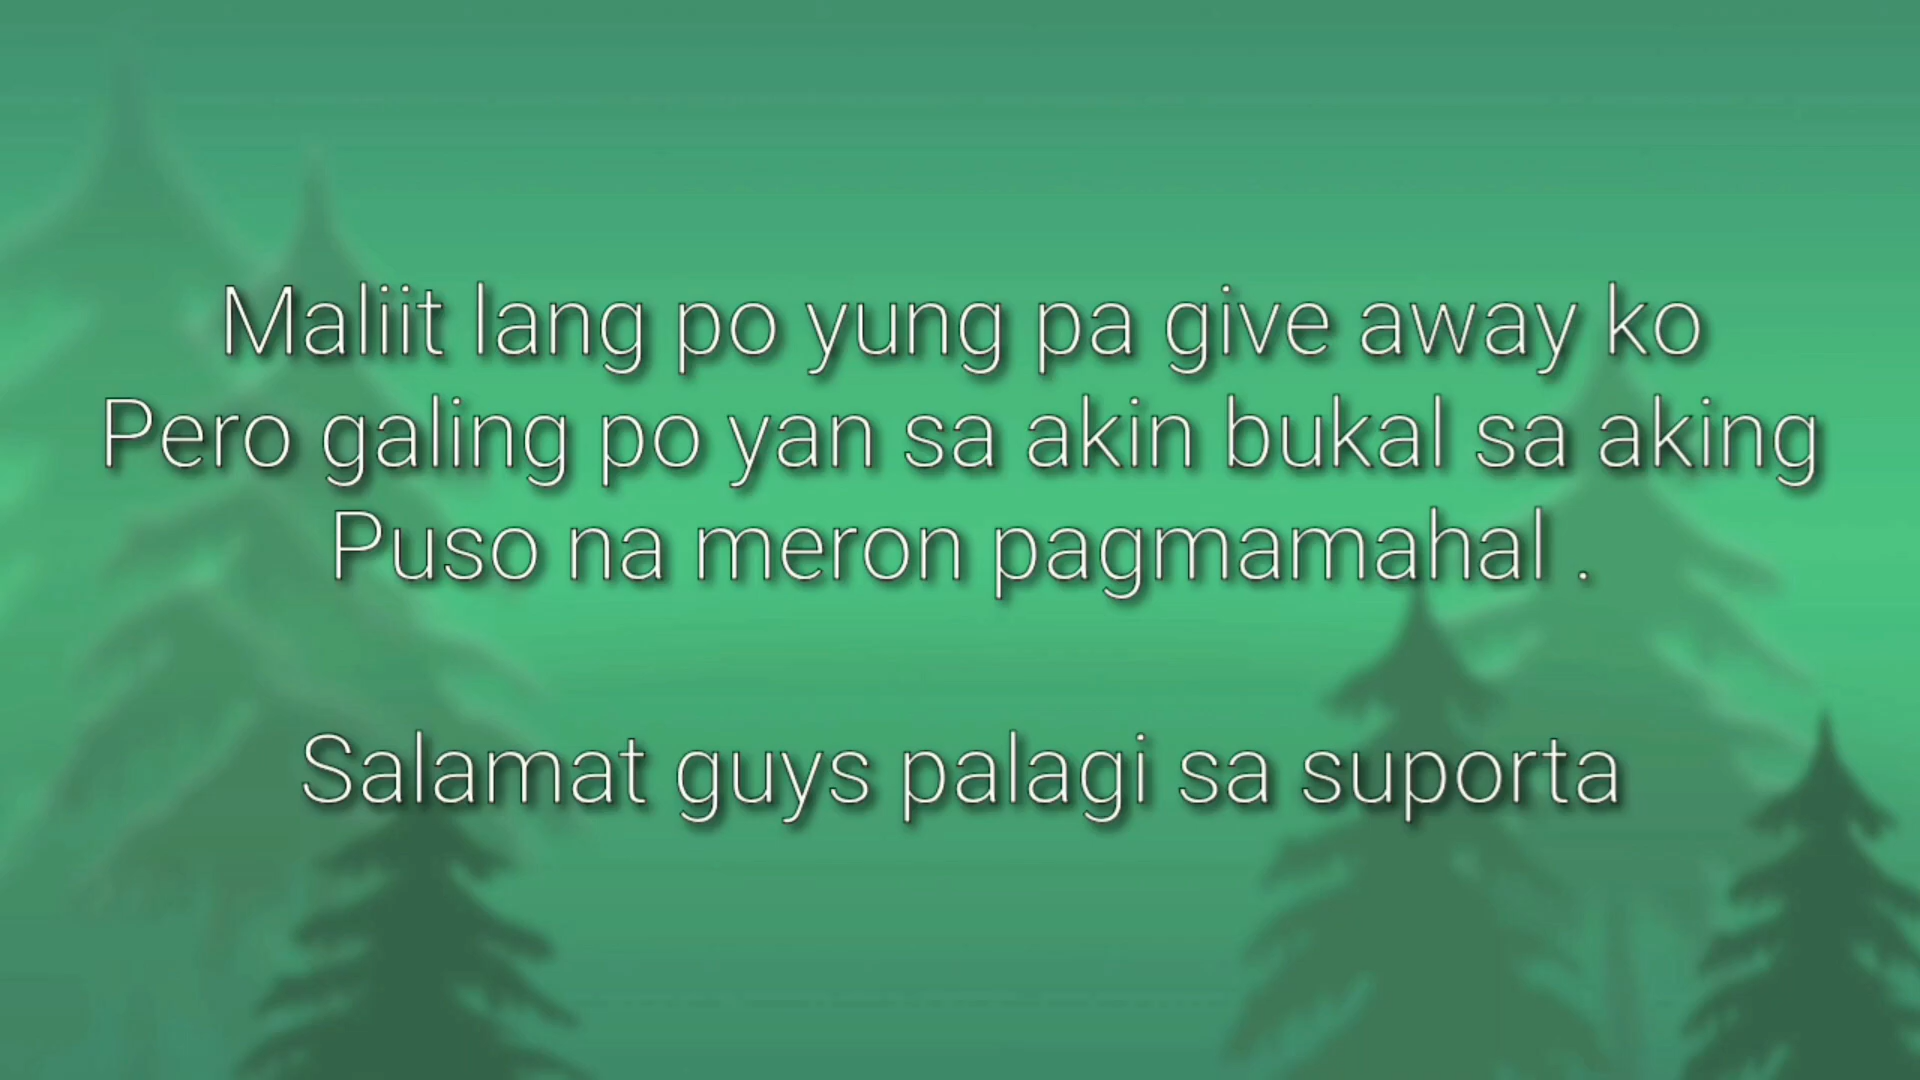 Maliit lang po yung pa give away ko
Pero galing po yan sa akin bukal sa aking
Puso na meron pagmamahal .
Salamat guys palagi sa suporta